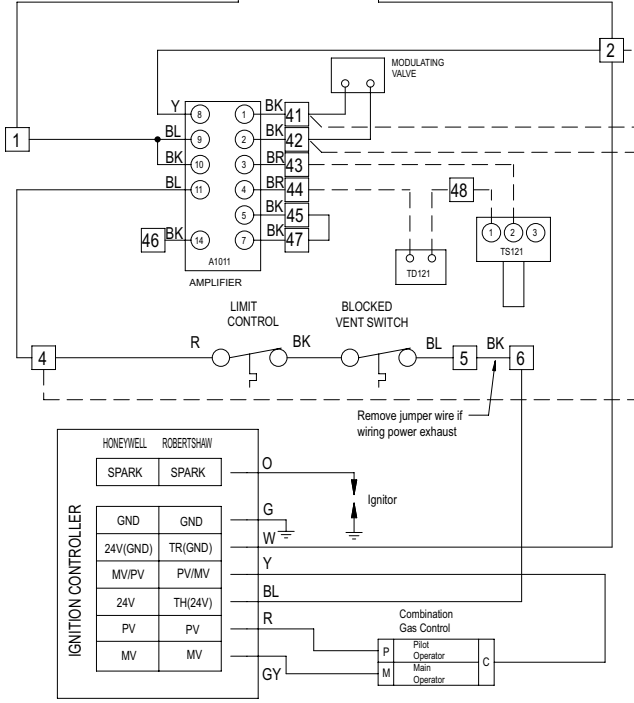 2
MODULATING
VALVE
Y 8 1 BK 41
1
BL 9 2 BK 42
BK 10 3 BR 43
BL 11 4 BR 44
48
5 BK 45
46 BK 14 7 BK 47
1 2 3
TS121
A1011
TD121
AMPLIFIER
LIMIT
CONTROL
BLOCKED
VENT SWITCH
4 R BK BL 5 BK 6
Remove jumper wire if
wiring power exhaust
IGNITION CONTROLLER
HONEYWELL ROBERTSHAW
SPARK SPARK O
Ignitor
GND GND G
24V(GND) TR(GND) W
MV/PV PV/MV Y
24V TH(24V) BL
PV PV R
MV MV GY
Combination
Gas Control
P Pilot
Operator
M Main
Operator
C